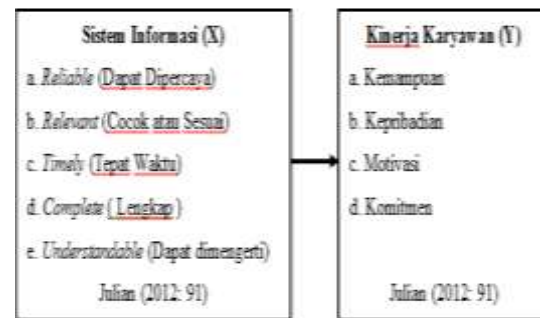 Sistem Informasi (X)
a. Reliable (Dapat Dipercaya)
b. Relevant (Cocok atau Sesuai)
c. Timely (Tepat Waktu)
d. Complete ( Lengkap )
e. Understandable (Dapat dimengerti)
Julian (2012: 91)
Kinerja Karyawan (Y)
a. Kemampuan
b. Kepribadian
c. Motivasi
d. Komitmen
Julian (2012: 91)